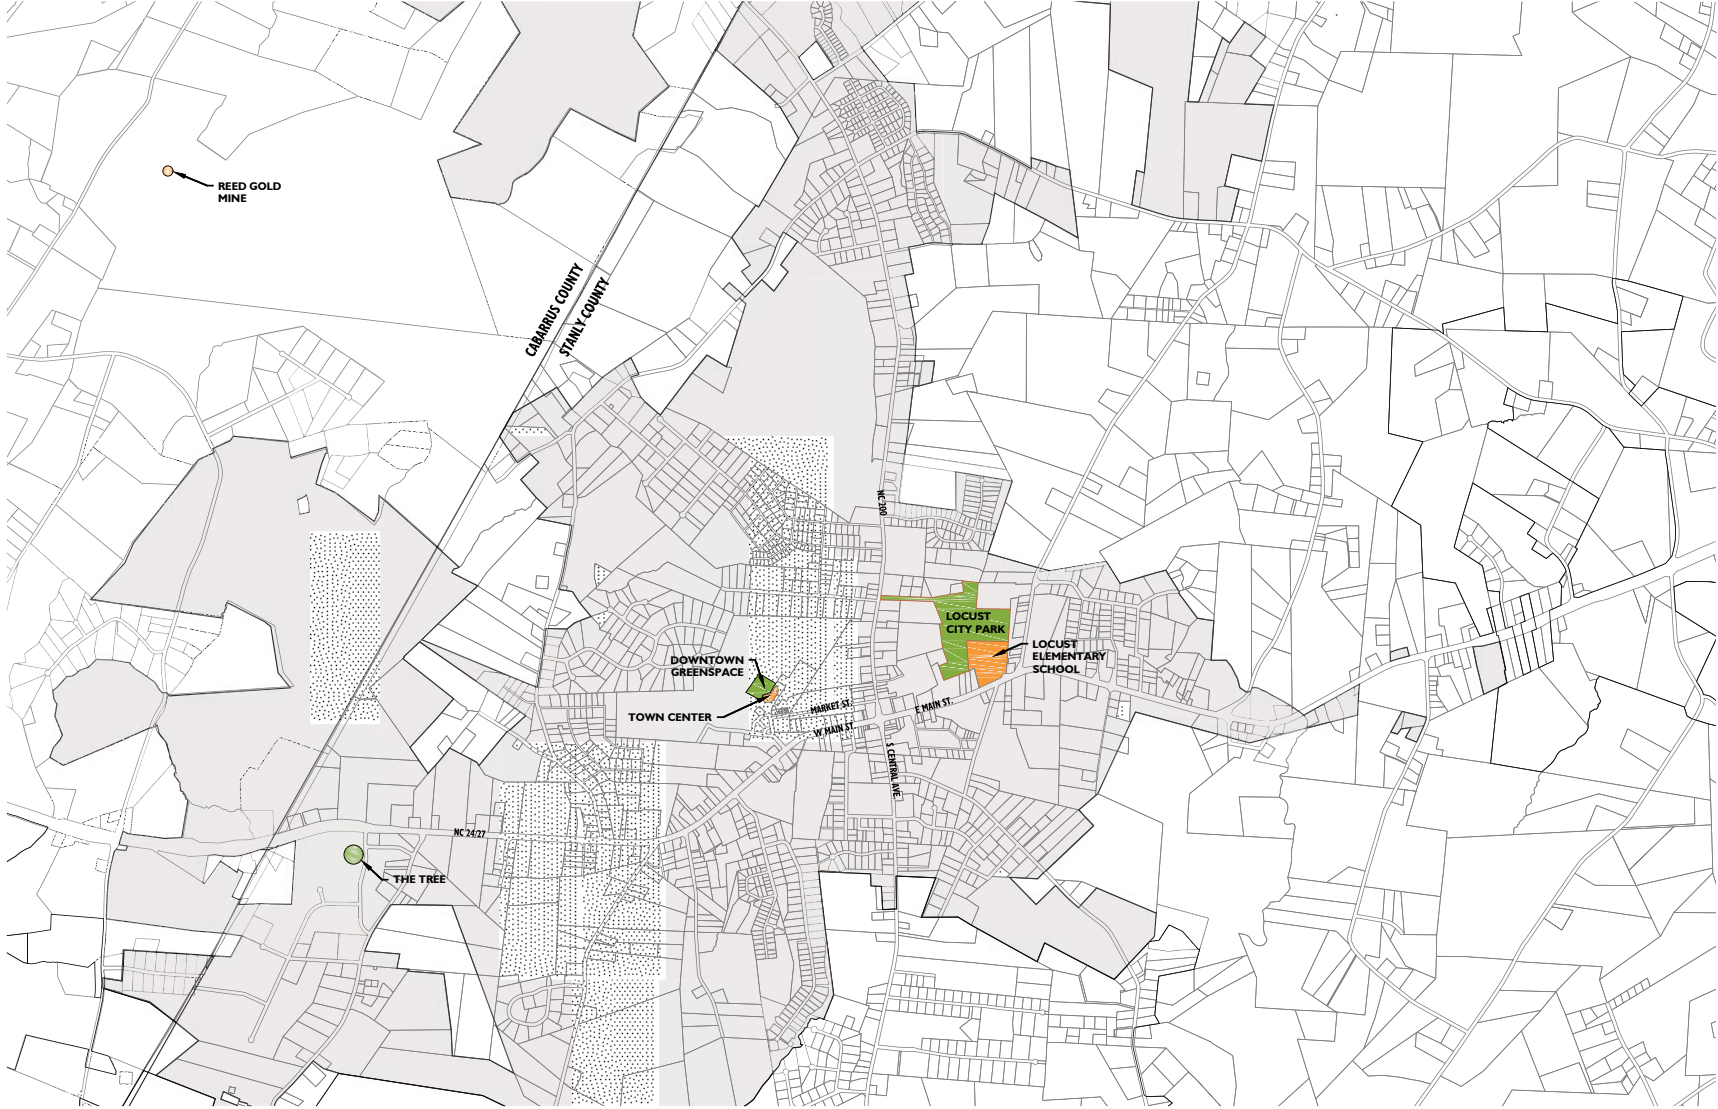 REED GOLD
MINE
CABARRUS COUNTY
STANLY COUNTY
NC 200
LOCUST
CITY PARK
LOCUST
ELEMENTARY
SCHOOL
DOWNTOWN
GREENSPACE
TOWN CENTER
MARKET ST.
E MAIN ST.
W MAIN ST.
S CENTRAL AVE.
NC 24/27
THE TREE